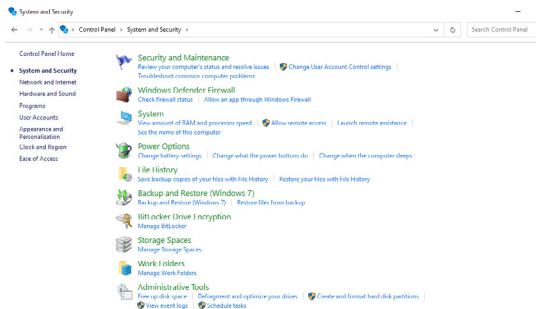 System and Security
Control Panel > System and Security >
Search Control Panel
Control Panel Home
System and Security
Network and Internet
Hardware and Sound
Programs
User Accounts
Appearance and
Personalization
Clock and Region
Ease of Access
Security and Maintenance
Review your computer's status and resolve issues | Change User Account Control settings |
Troubleshoot common computer problems
Windows Defender Firewall
Check firewall status | Allow an app through Windows Firewall
System
View amount of RAM and processor speed | Allow remote access | Launch remote assistance |
See the name of this computer
Power Options
Change battery settings | Change what the power buttons do | Change when the computer sleeps
File History
Save backup copies of your files with File History | Restore your files with File History
Backup and Restore (Windows 7)
Backup and Restore (Windows 7) | Restore files from backup
BitLocker Drive Encryption
Manage BitLocker
Storage Spaces
Manage Storage Spaces
Work Folders
Manage Work Folders
Administrative Tools
Free up disk space | Defragment and optimize your drives | Create and format hard disk partitions |
View event logs | Schedule tasks